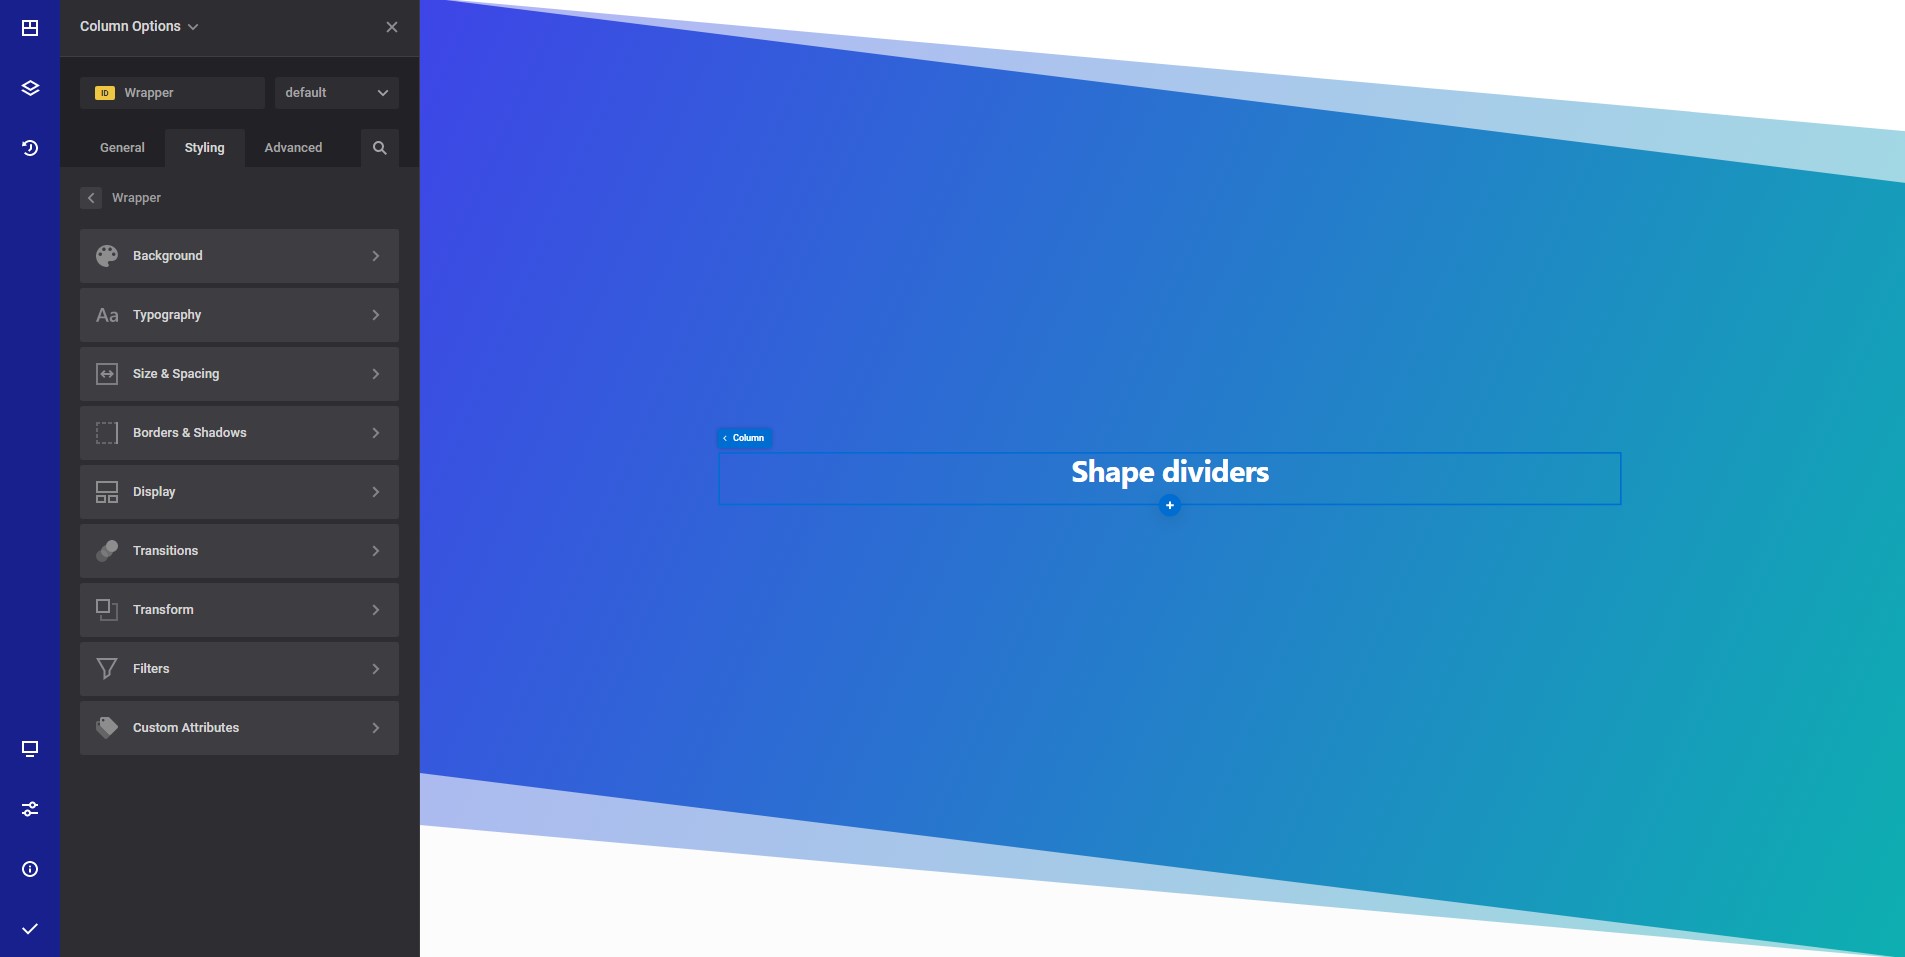 Column Options
ID Wrapper default
General Styling Advanced
Wrapper
Background
Aa Typography
Size & Spacing
Borders & Shadows
Display
Transitions
Transform
Filters
Custom Attributes
Column
Shape dividers